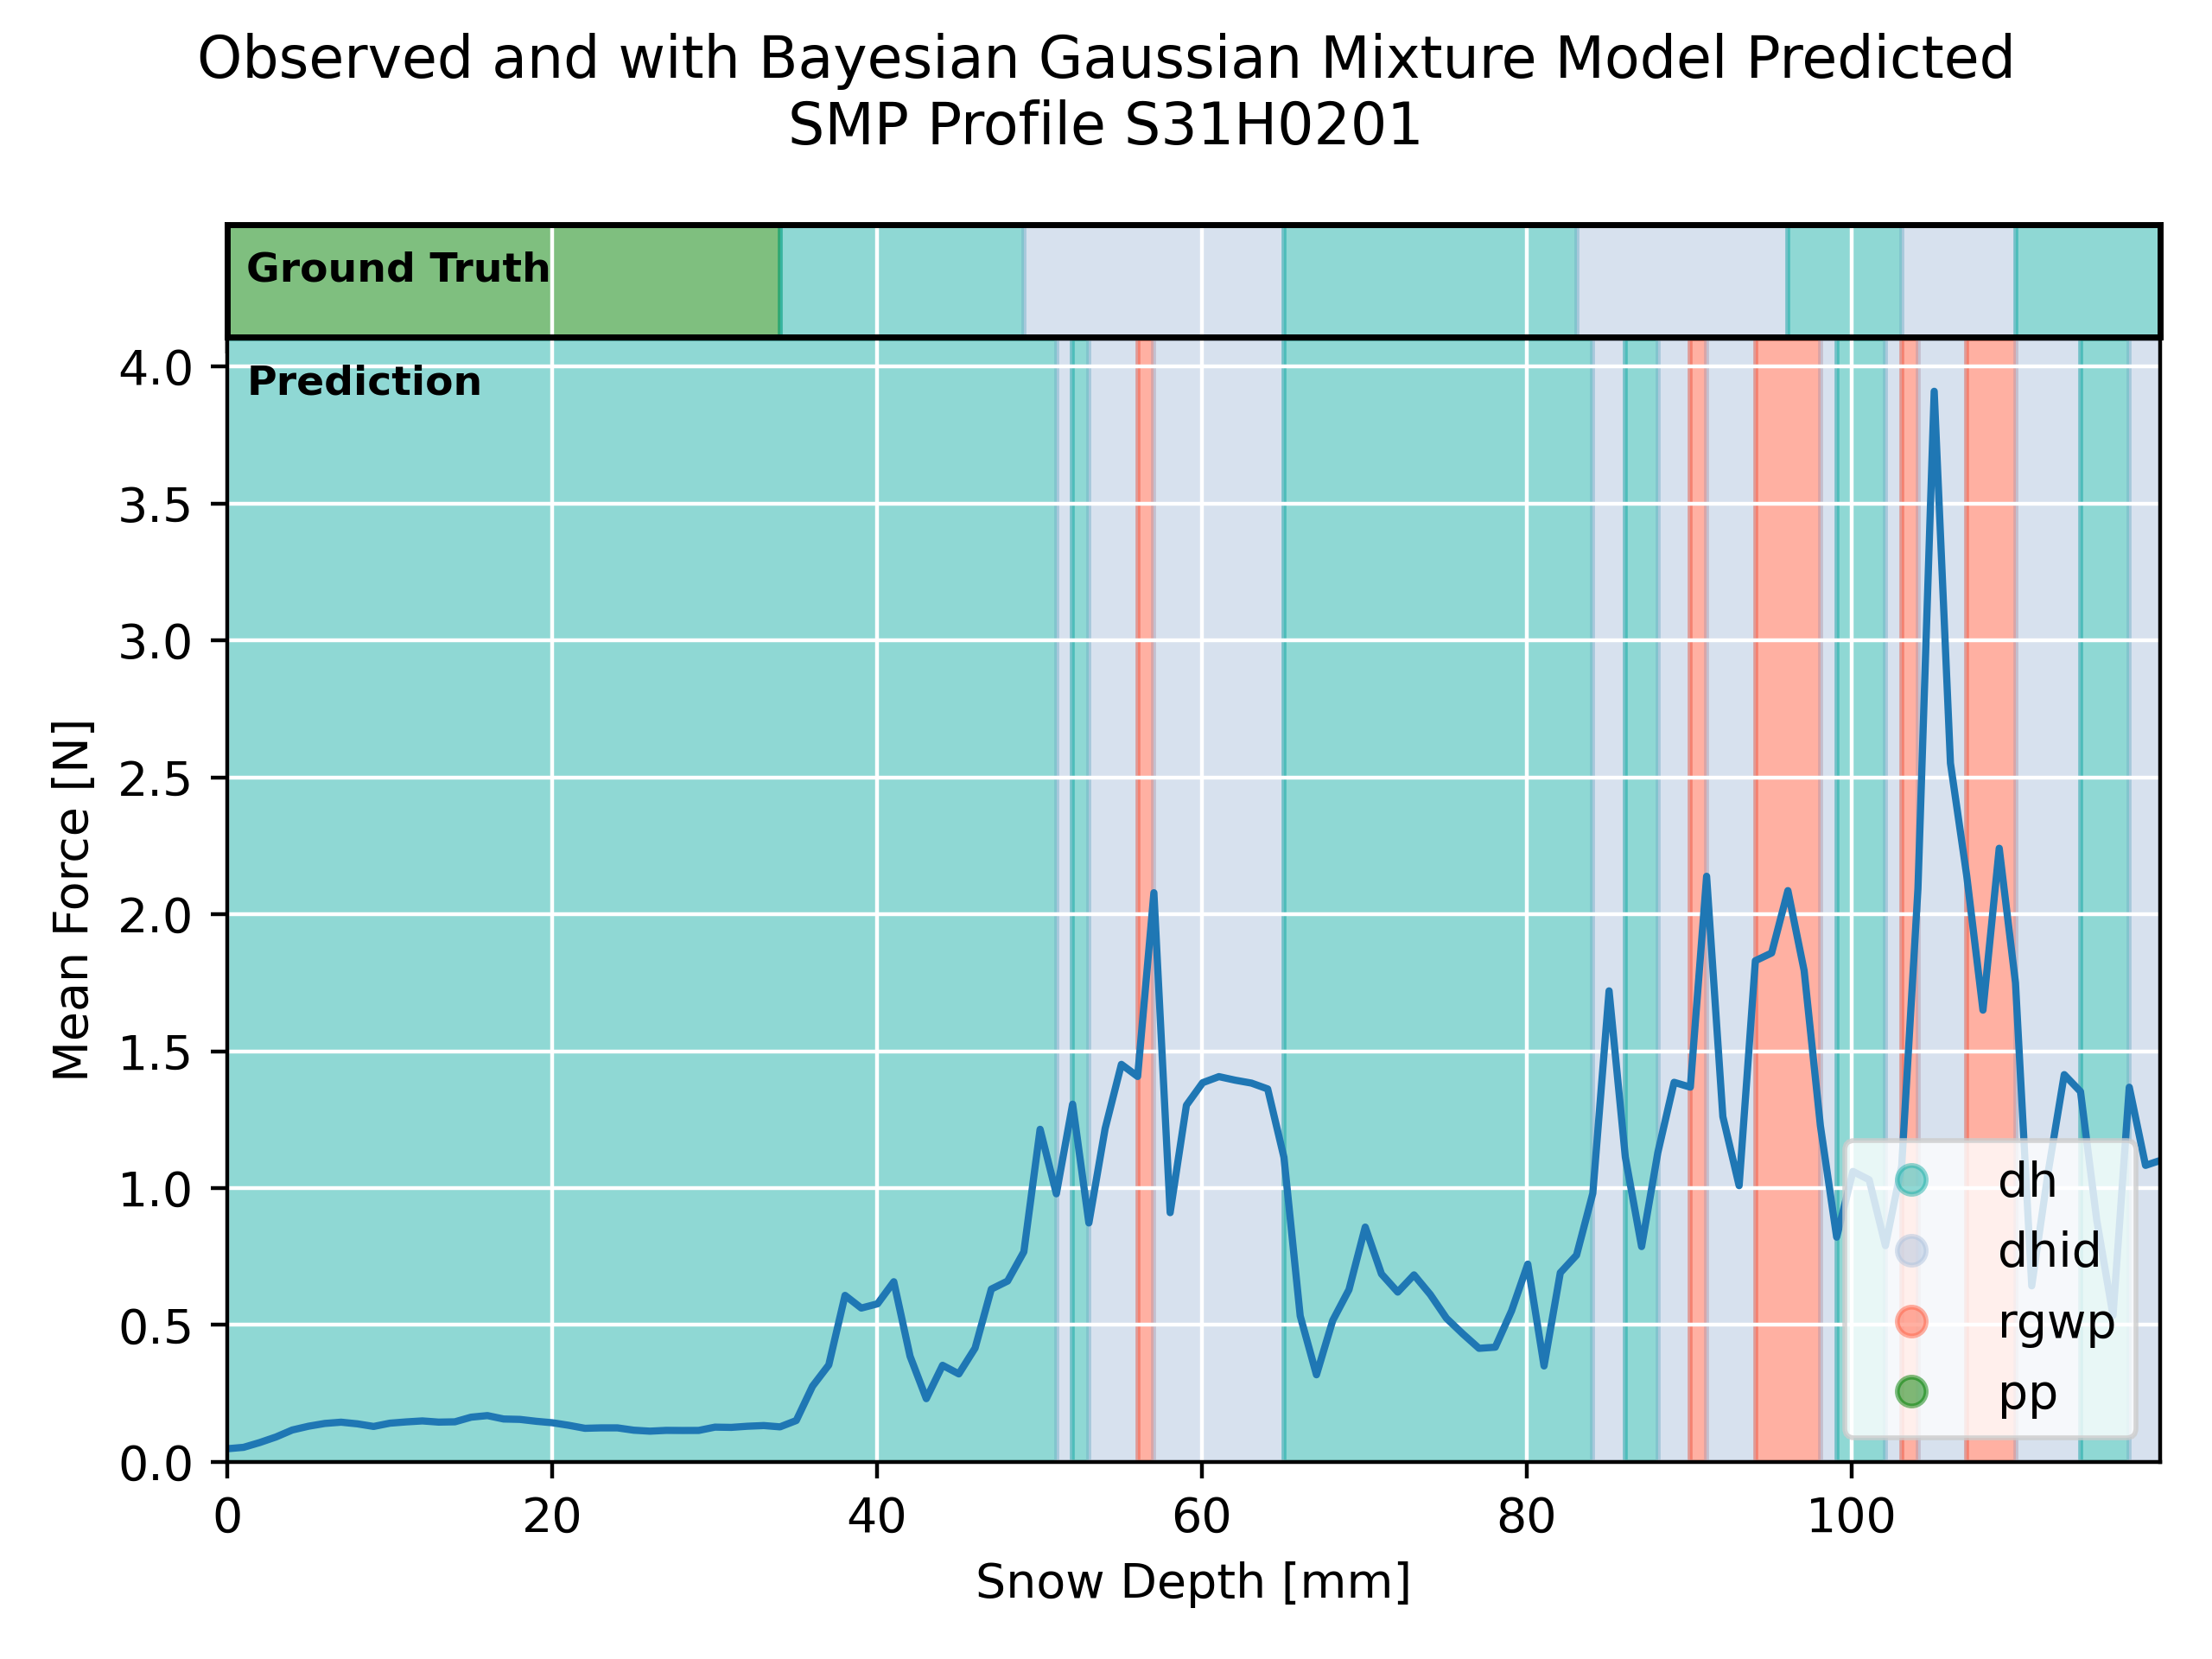 Observed and with Bayesian Gaussian Mixture Model Predicted
SMP Profile S31H0201
Ground Truth
Prediction
4.0
3.5
3.0
2.5
2.0
1.5
1.0
0.5
0.0
Mean Force [N]
dh
dhid
rgwp
pp
0 20 40 60 80 100
Snow Depth [mm]